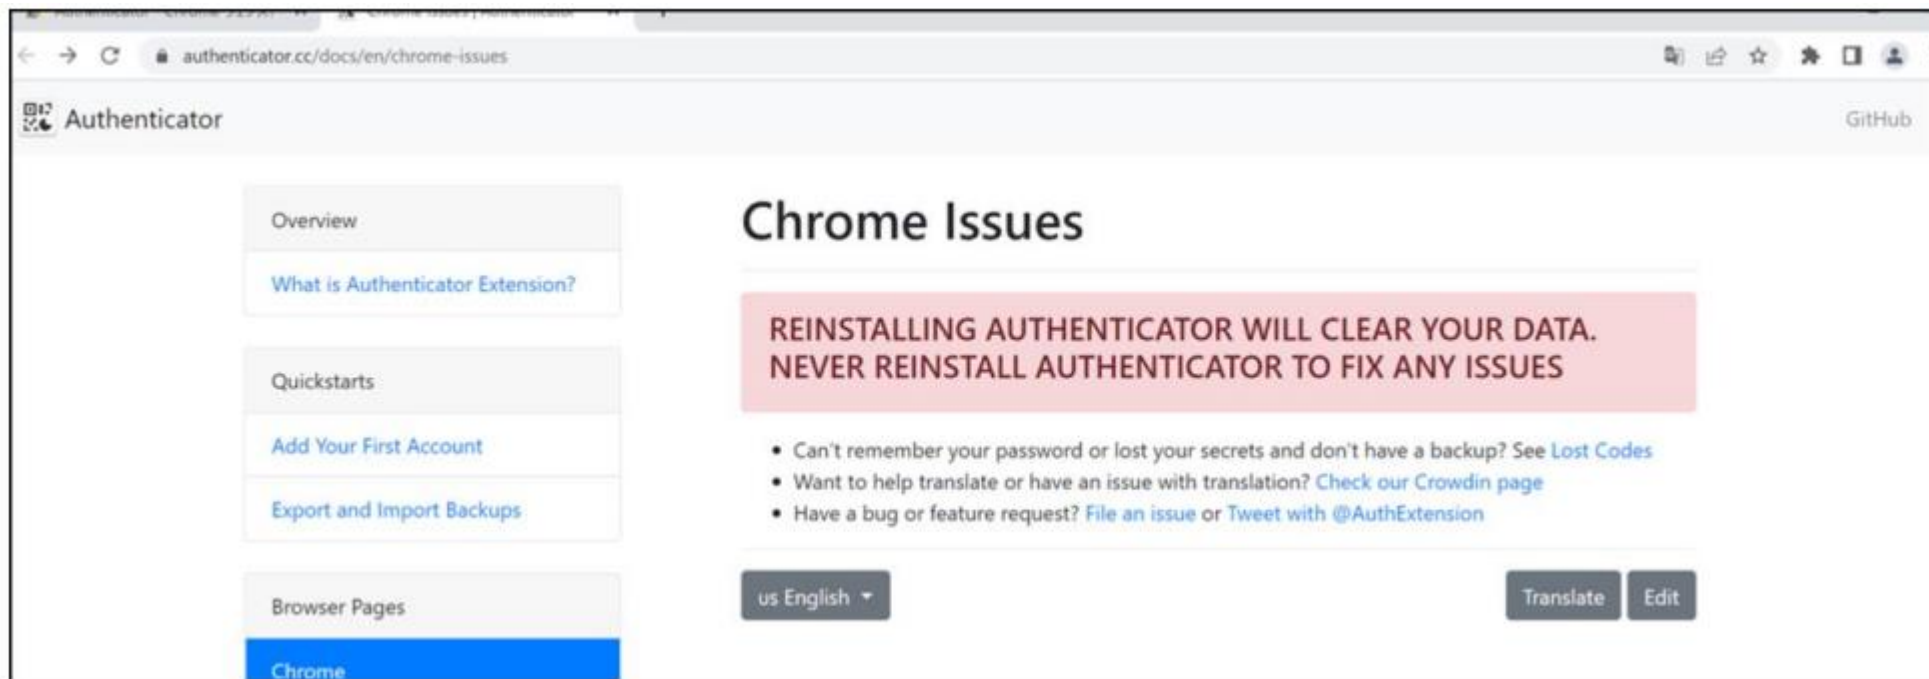 authenticator.cc/docs/en/chrome-issues
Authenticator
GitHub
Overview
What is Authenticator Extension?
Quickstarts
Add Your First Account
Export and Import Backups
Browser Pages
Chrome
Chrome Issues
REINSTALLING AUTHENTICATOR WILL CLEAR YOUR DATA.
NEVER REINSTALL AUTHENTICATOR TO FIX ANY ISSUES
• Can't remember your password or lost your secrets and don't have a backup? See Lost Codes
• Want to help translate or have an issue with translation? Check our Crowdin page
• Have a bug or feature request? File an issue or Tweet with @AuthExtension
us English
Translate
Edit